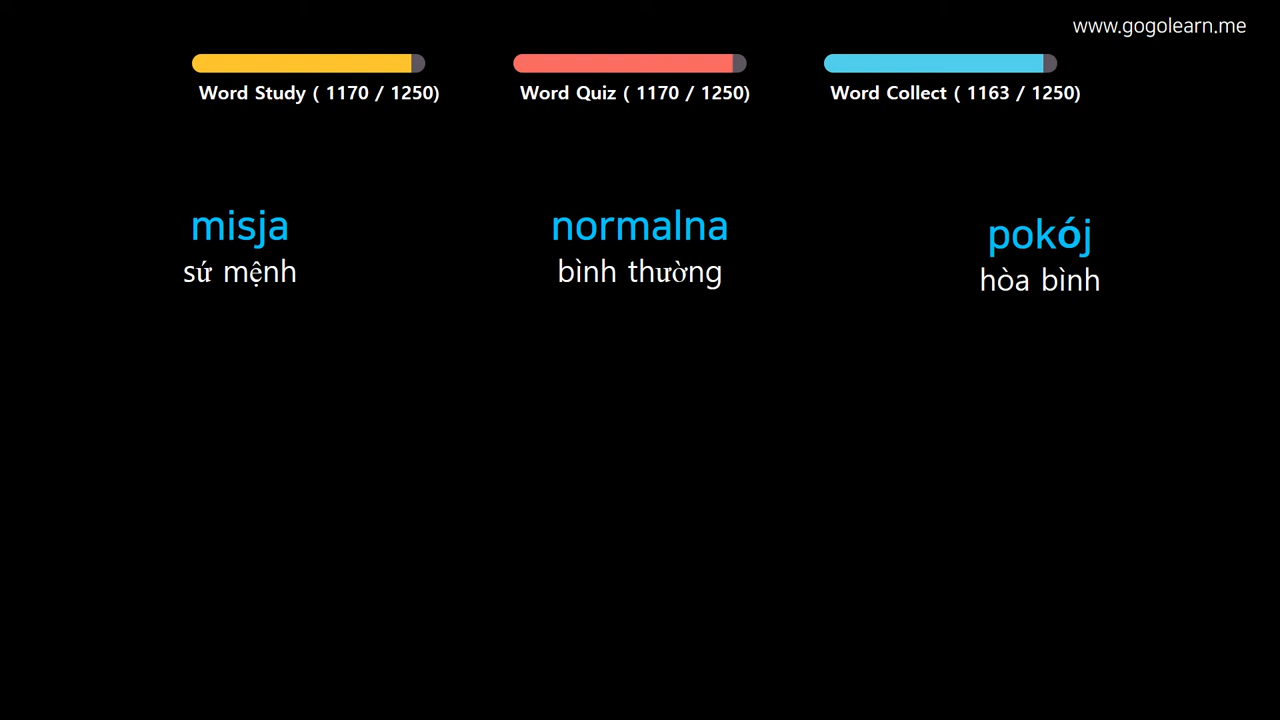 www.gogolearn.me
Word Study ( 1170 / 1250)
Word Quiz ( 1170 / 1250)
Word Collect ( 1163 / 1250)
misja
sứ mệnh
normalna
bình thường
pokój
hòa bình